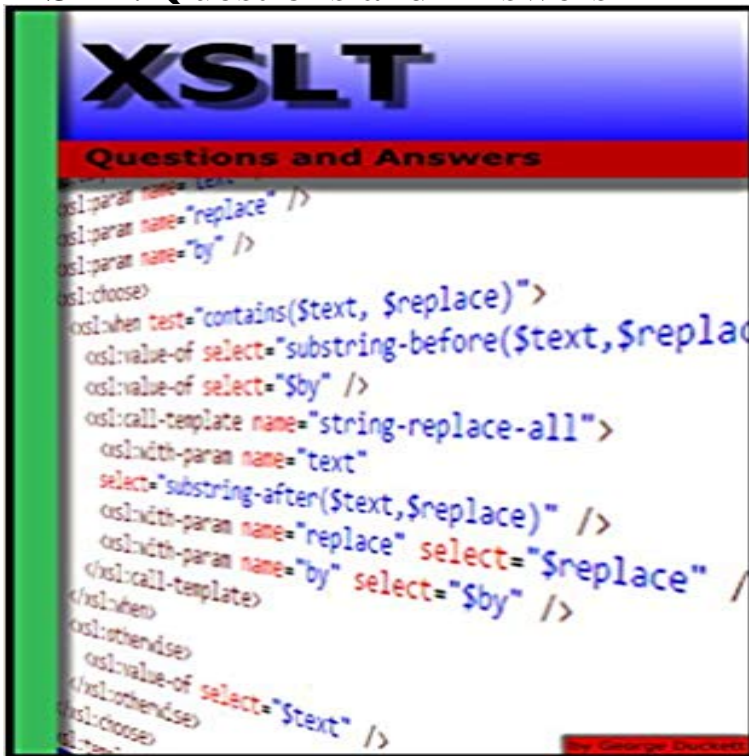 XSLT
Questions and Answers
<xsl:param name="text"
<xsl:param name="replace" />
<xsl:param name="by" />
<xsl:choose>
<xsl:when test="contains($text, $replace)">
<xsl:value-of select="substring-before($text,$replac
<xsl:value-of select="$by" />
<xsl:call-template name="string-replace-all">
<xsl:with-param name="text"
select="substring-after($text,$replace)" />
<xsl:with-param name="replace" select="$replace" /
<xsl:with-param name="by" select="$by" />
</xsl:call-template>
</xsl:when>
<xsl:otherwise>
<xsl:value-of select="$text" />
</xsl:otherwise>
</xsl:choose>
by George Duckett